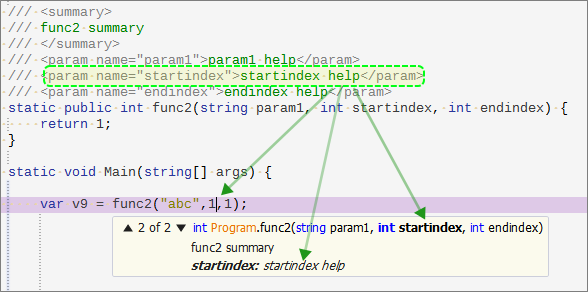 /// <summary>
/// func2 summary
/// </summary>
/// <param name="param1">param1 help</param>
/// <param name="startindex">startindex help</param>
/// <param name="endindex">endindex help</param>
static public int func2(string param1, int startindex, int endindex) {
return 1;
}
static void Main(string[] args) {
var v9 = func2("abc",1,1);
▲ 2 of 2 ▼ int Program.func2(string param1, int startindex, int endindex)
func2 summary
startindex: startindex help